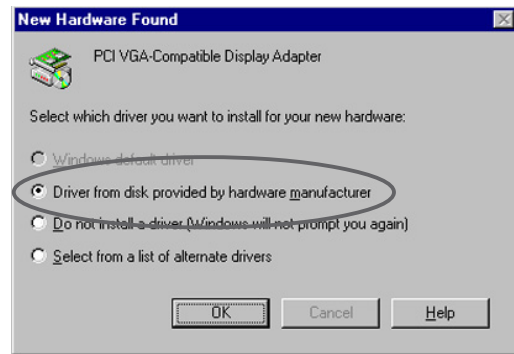 New Hardware Found
PCI VGA-Compatible Display Adapter
Select which driver you want to install for your new hardware:
Windows default driver
Driver from disk provided by hardware manufacturer
Do not install a driver (Windows will not prompt you again)
Select from a list of alternate drivers
OK Cancel Help